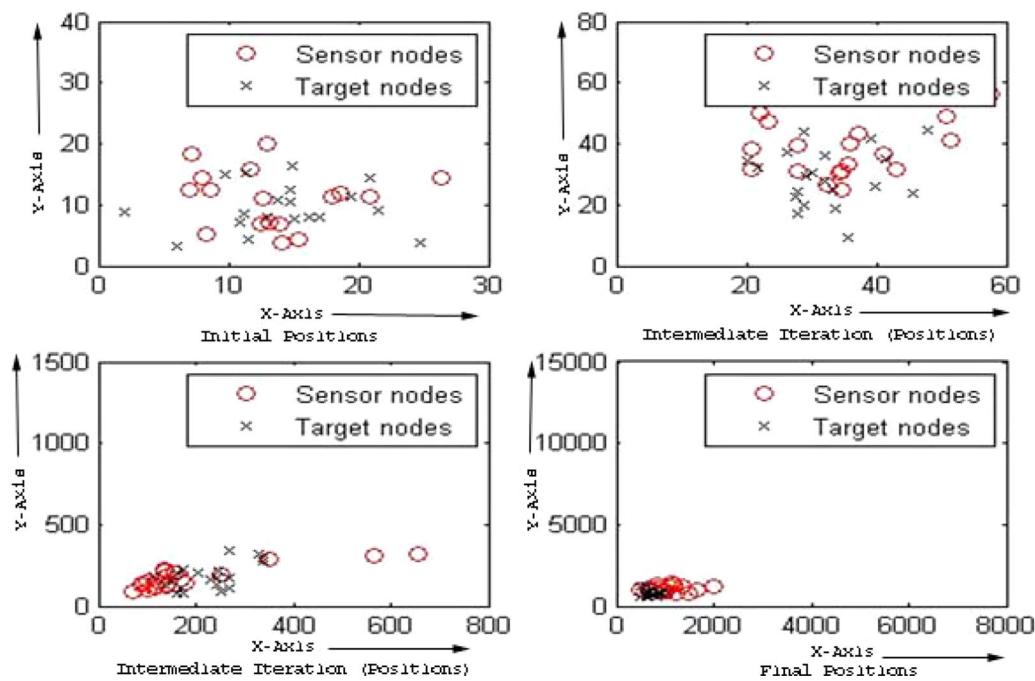 40
30
20
10
0
0 10 20 30
Y-Axis
Sensor nodes
Target nodes
X-Axis
Initial Positions
80
60
40
20
0
0 20 40 60
Y-Axis
Sensor nodes
Target nodes
X-Axis
Intermediate Iteration (Positions)
1500
1000
500
0
0 200 400 600 800
Y-Axis
Sensor nodes
Target nodes
X-Axis
Intermediate Iteration (Positions)
15000
10000
5000
0
0 2000 4000 6000 8000
Y-Axis
Sensor nodes
Target nodes
X-Axis
Final Positions